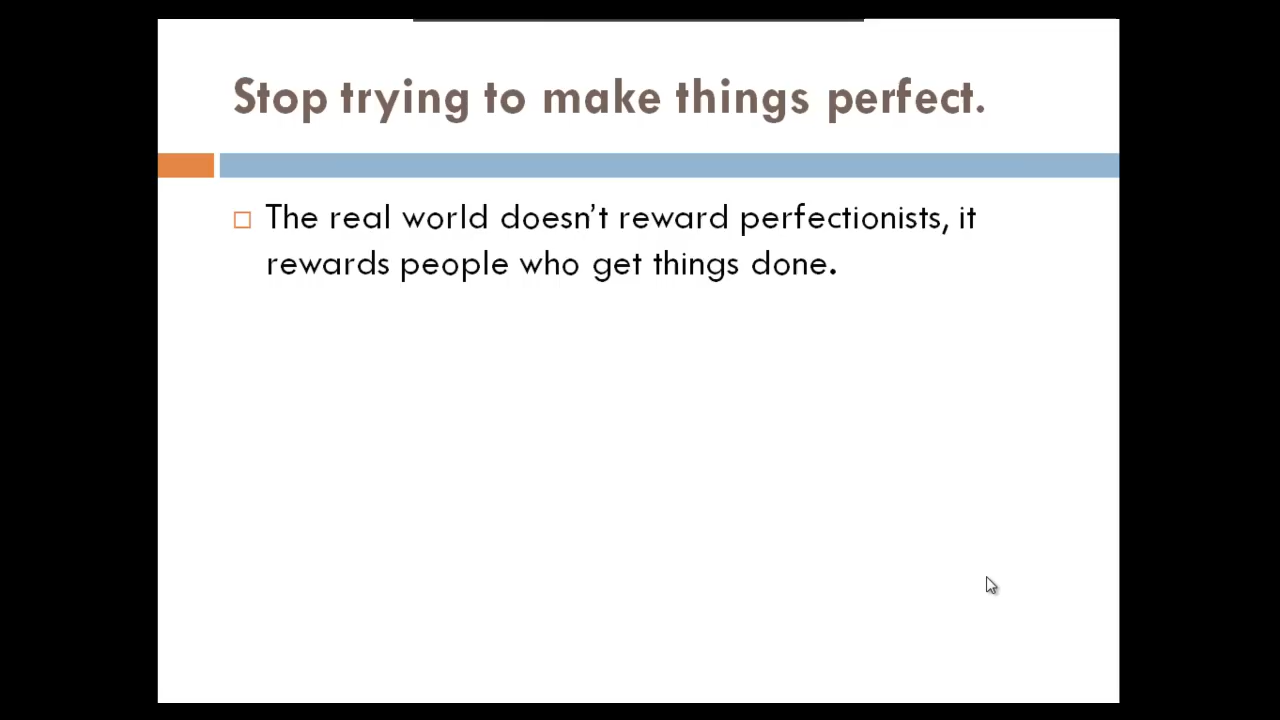 Stop trying to make things perfect.
The real world doesn’t reward perfectionists, it
rewards people who get things done.